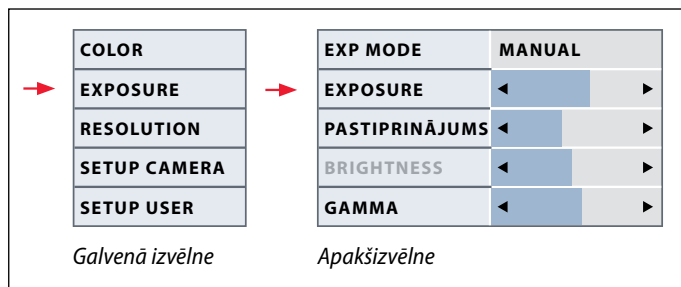 COLOR
EXPOSURE
RESOLUTION
SETUP CAMERA
SETUP USER
Galvenā izvēlne
EXP MODE MANUAL
EXPOSURE
PASTIPRINĀJUMS
BRIGHTNESS
GAMMA
Apakšizvēlne